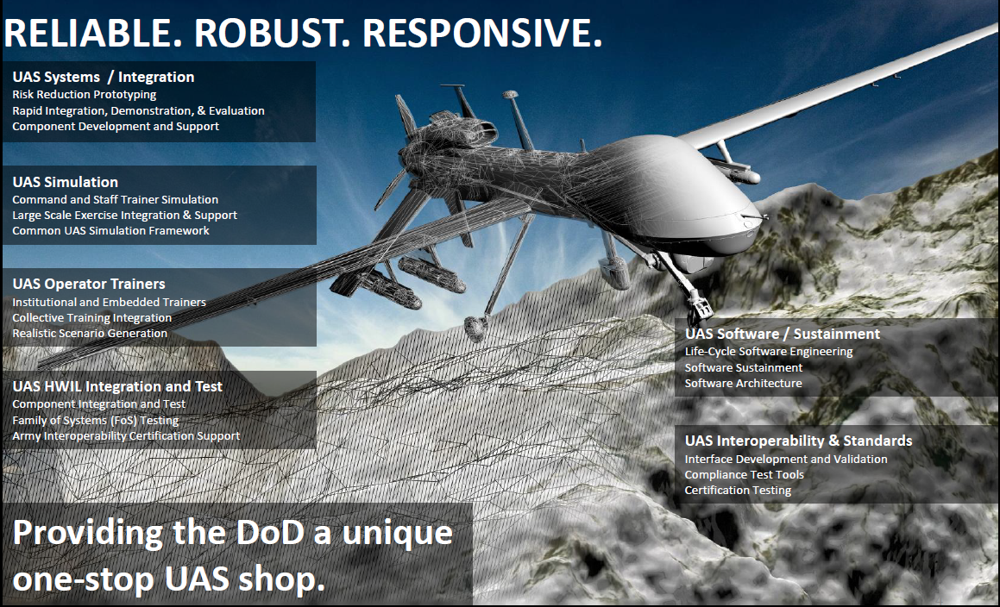 RELIABLE. ROBUST. RESPONSIVE.
UAS Systems / Integration
Risk Reduction Prototyping
Rapid Integration, Demonstration, & Evaluation
Component Development and Support
UAS Simulation
Command and Staff Trainer Simulation
Large Scale Exercise Integration & Support
Common UAS Simulation Framework
UAS Operator Trainers
Institutional and Embedded Trainers
Collective Training Integration
Realistic Scenario Generation
UAS HWIL Integration and Test
Component Integration and Test
Family of Systems (FoS) Testing
Army Interoperability Certification Support
UAS Software / Sustainment
Life-Cycle Software Engineering
Software Sustainment
Software Architecture
UAS Interoperability & Standards
Interface Development and Validation
Compliance Test Tools
Certification Testing
Providing the DoD a unique
one-stop UAS shop.